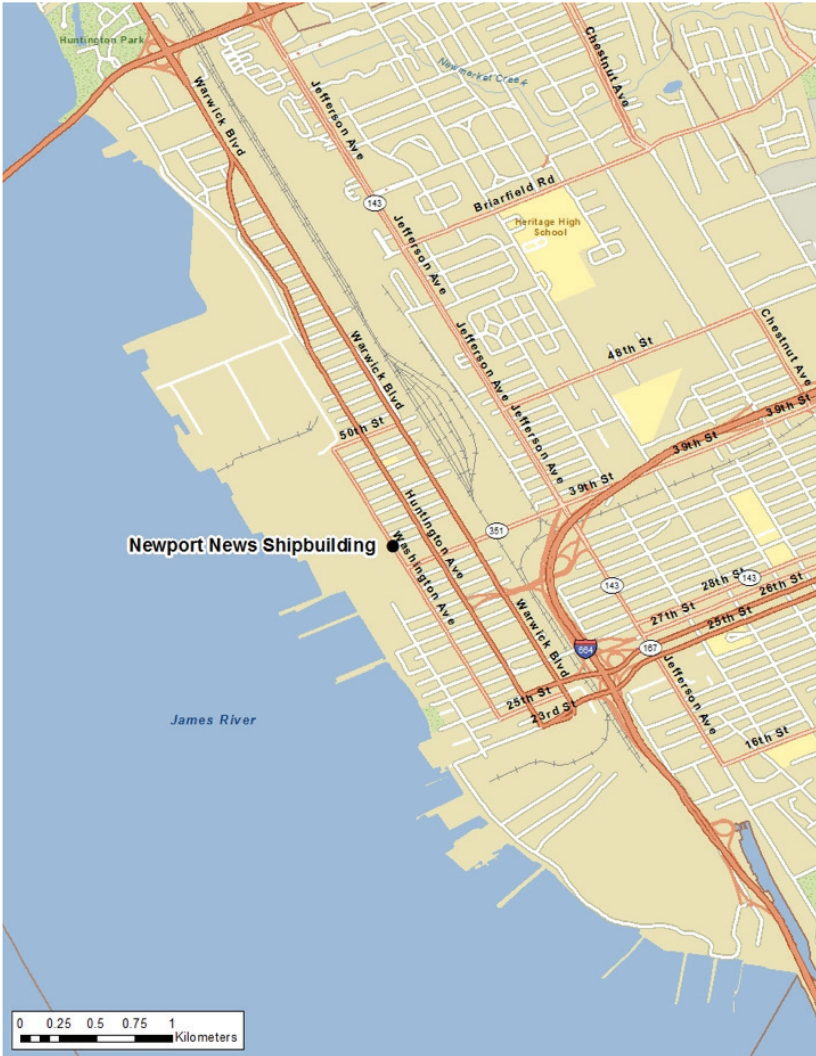 Huntington Park
Warwick Blvd
Jefferson Ave
Newmarket Creek
Chestnut Ave
Briarfield Rd
143
Heritage High
School
Jefferson Ave
Warwick Blvd
Jefferson Ave
48th St
Chestnut Ave
50th St
Jefferson Ave
39th St
39th St
39th St
Huntington Ave
351
Newport News Shipbuilding
Washington Ave
143
28th St
143
26th St
27th St
25th St
Warwick Blvd
664
167
Jefferson Ave
25th St
23rd St
James River
16th St
0 0.25 0.5 0.75 1
Kilometers